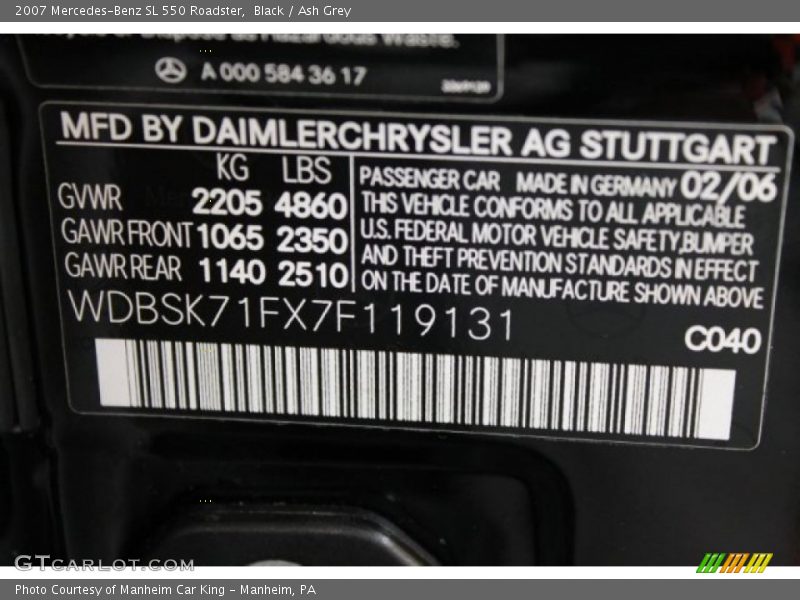 2007 Mercedes-Benz SL 550 Roadster, Black / Ash Grey
A 000 584 36 17
MFD BY DAIMLERCHRYSLER AG STUTTGART
KG LBS
GVWR 2205 4860
GAWR FRONT 1065 2350
GAWR REAR 1140 2510
PASSENGER CAR MADE IN GERMANY 02/06
THIS VEHICLE CONFORMS TO ALL APPLICABLE
U.S. FEDERAL MOTOR VEHICLE SAFETY,BUMPER
AND THEFT PREVENTION STANDARDS IN EFFECT
ON THE DATE OF MANUFACTURE SHOWN ABOVE
WDBSK71FX7F119131
C040
GTcarlot.com
Photo Courtesy of Manheim Car King - Manheim, PA